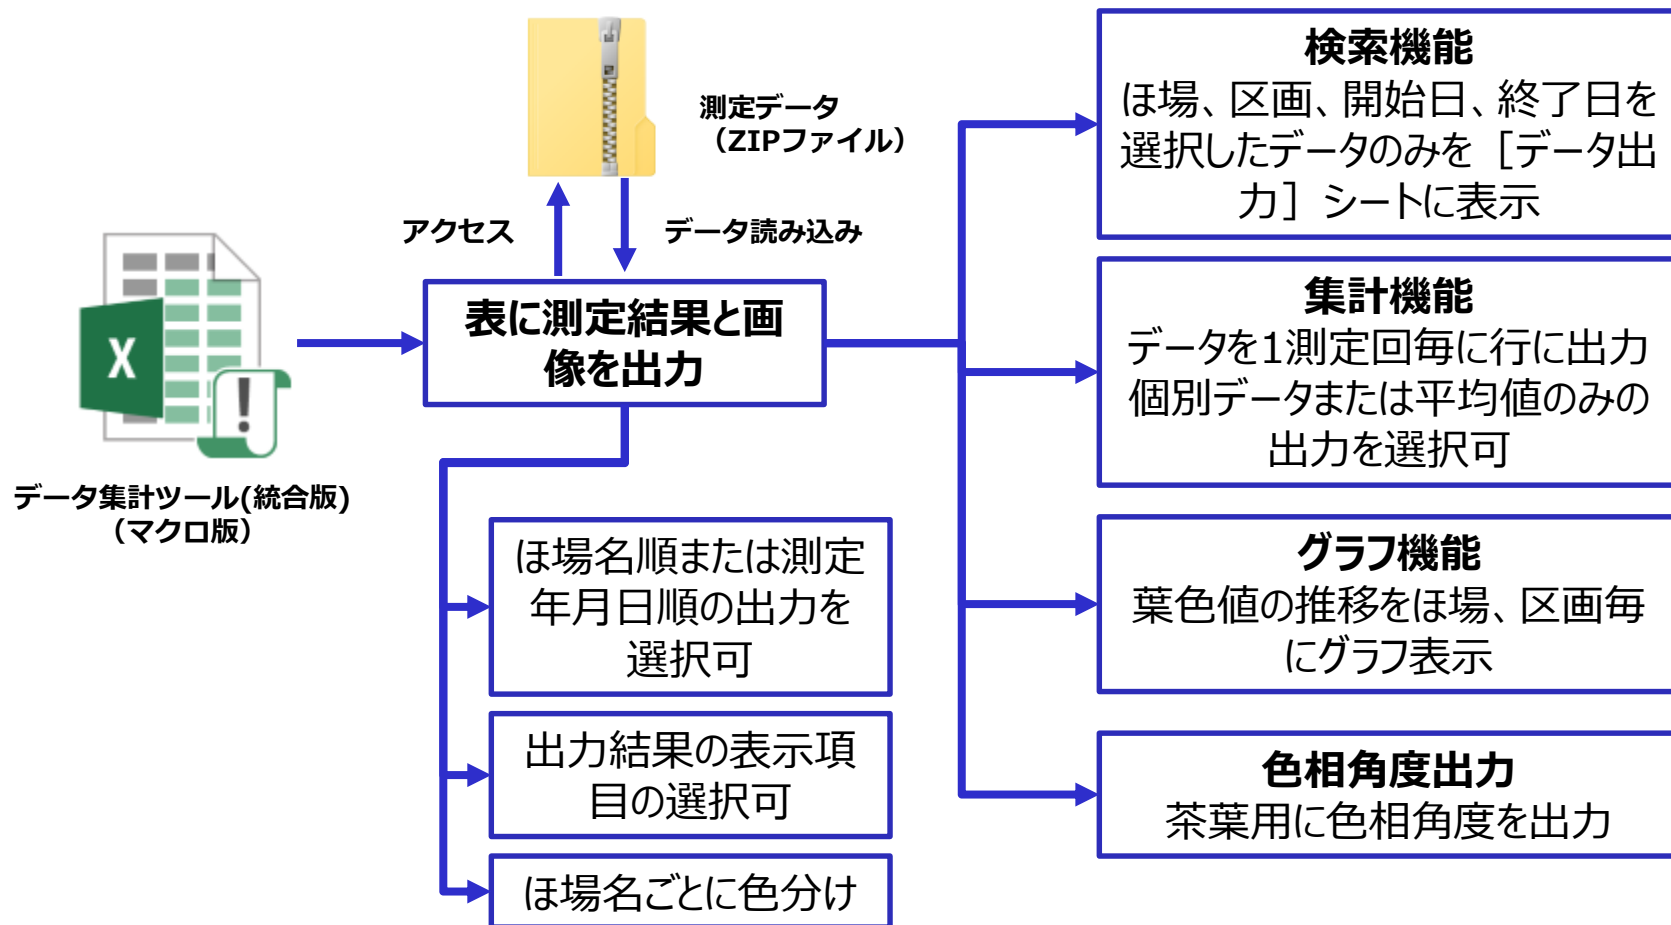 測定データ
（ZIPファイル）
アクセス
データ読み込み
データ集計ツール(統合版)
（マクロ版）
表に測定結果と画
像を出力
ほ場名順または測定
年月日順の出力を
選択可
出力結果の表示項
目の選択可
ほ場名ごとに色分け
検索機能
ほ場、区画、開始日、終了日を
選択したデータのみを［データ出
力］シートに表示
集計機能
データを1測定回毎に行に出力
個別データまたは平均値のみの
出力を選択可
グラフ機能
葉色値の推移をほ場、区画毎
にグラフ表示
色相角度出力
茶葉用に色相角度を出力
X